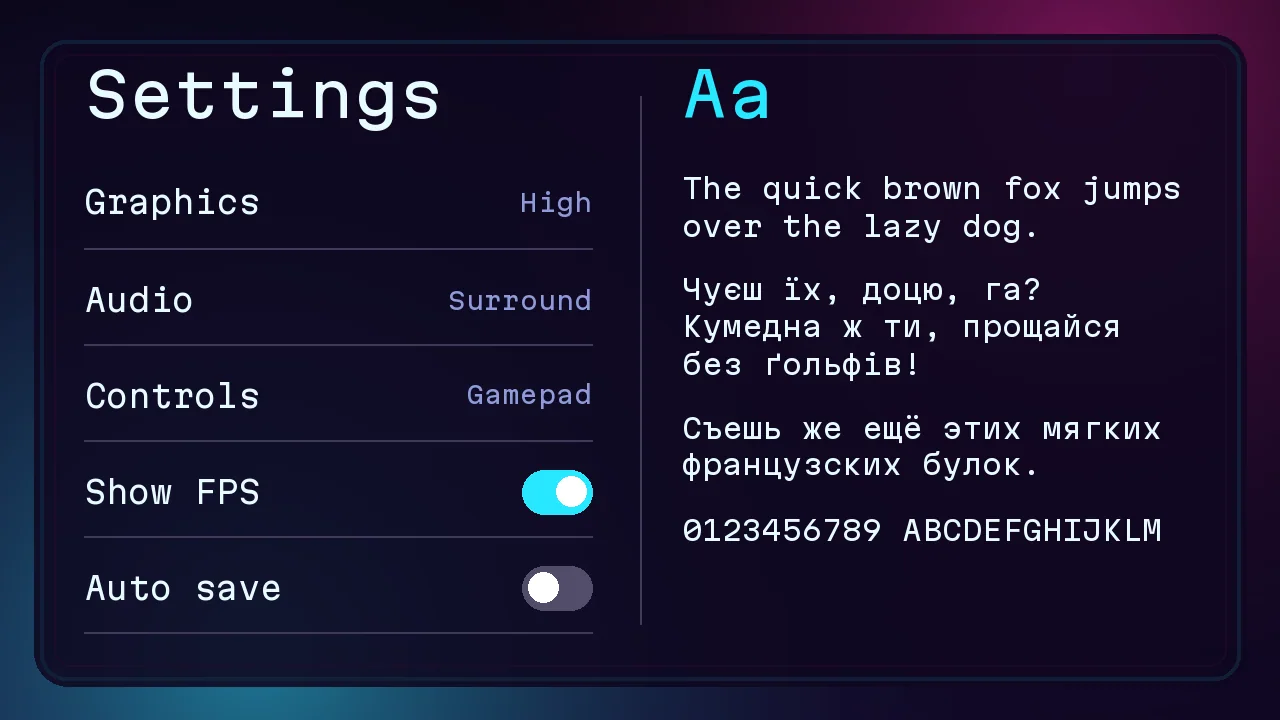 Settings
Graphics High
Audio Surround
Controls Gamepad
Show FPS
Auto save
Aa
The quick brown fox jumps
over the lazy dog.
Чуєш їх, доцю, га?
Кумедна ж ти, прощайся
без ґольфів!
Съешь же ещё этих мягких
французских булок.
0123456789 ABCDEFGHIJKLM